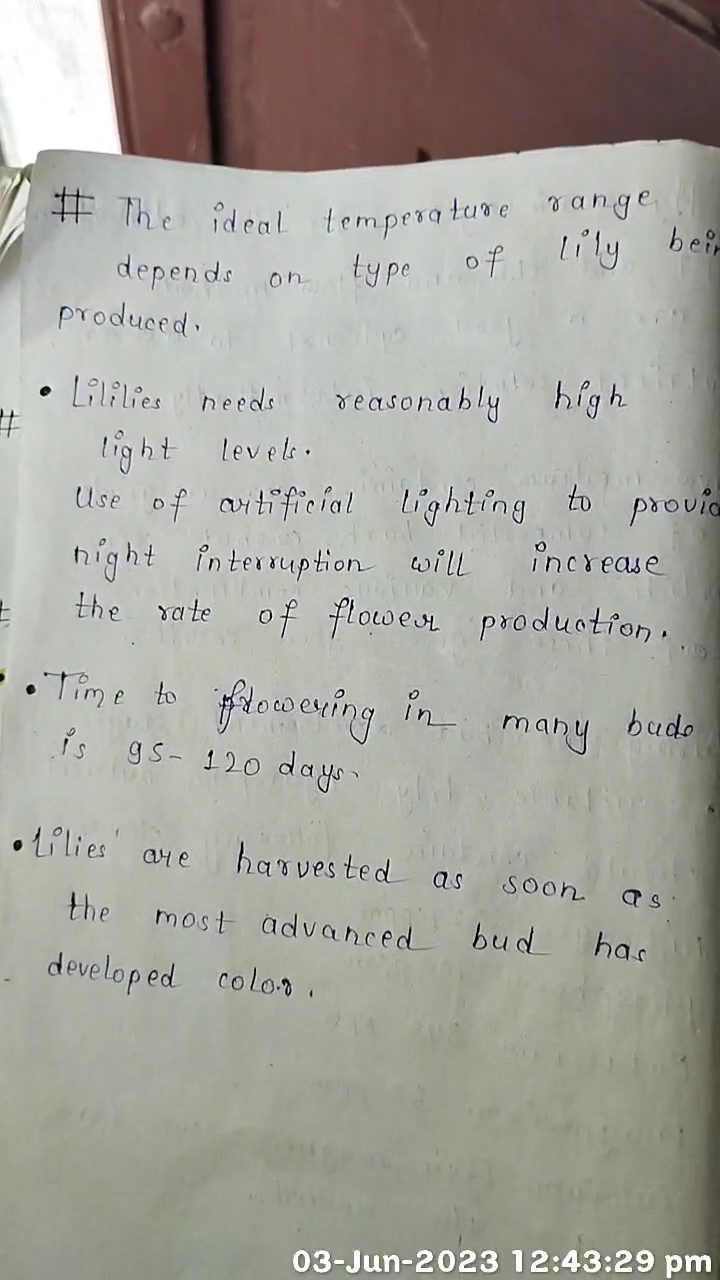 # The ideal temperature range
depends on type of lily bein
produced.
• Lililies needs reasonably high
light levels.
Use of artificial lighting to provid
night interruption will increase
the rate of flower production.
• Time to flowering in many buds
is 95-120 days.
• Lilies are harvested as soon as
the most advanced bud has
developed color.
#
t
03-Jun-2023 12:43:29 pm